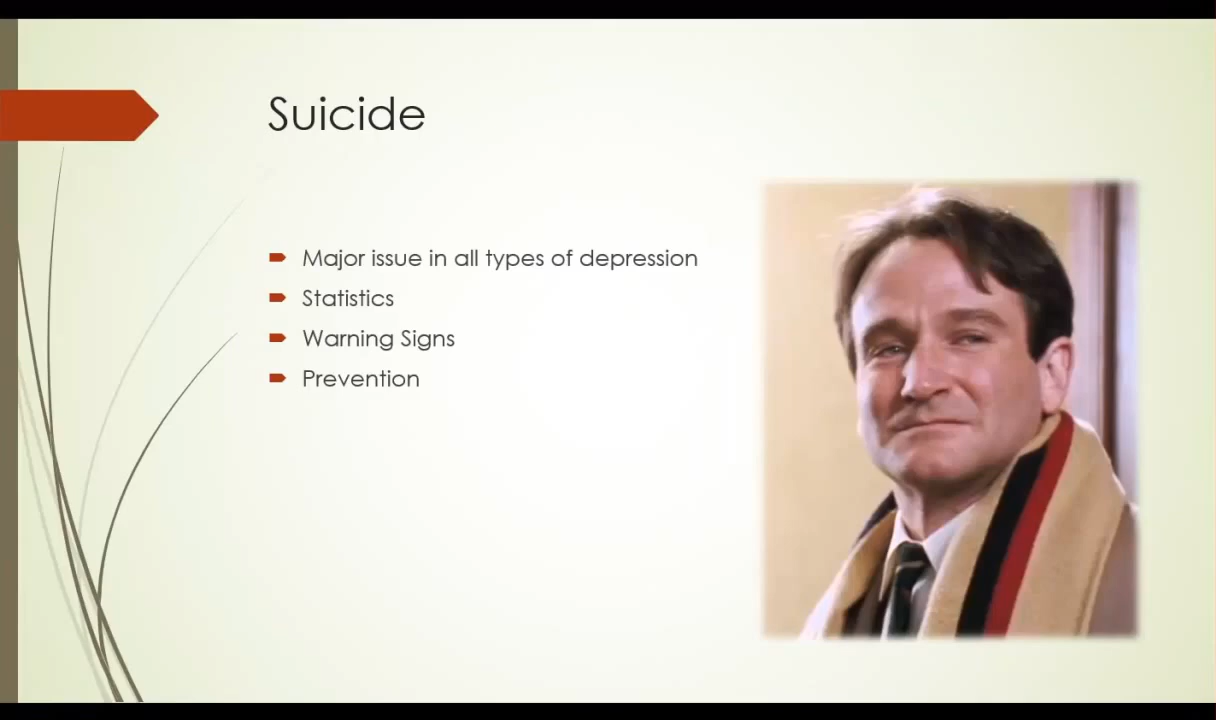 Suicide
Major issue in all types of depression
Statistics
Warning Signs
Prevention